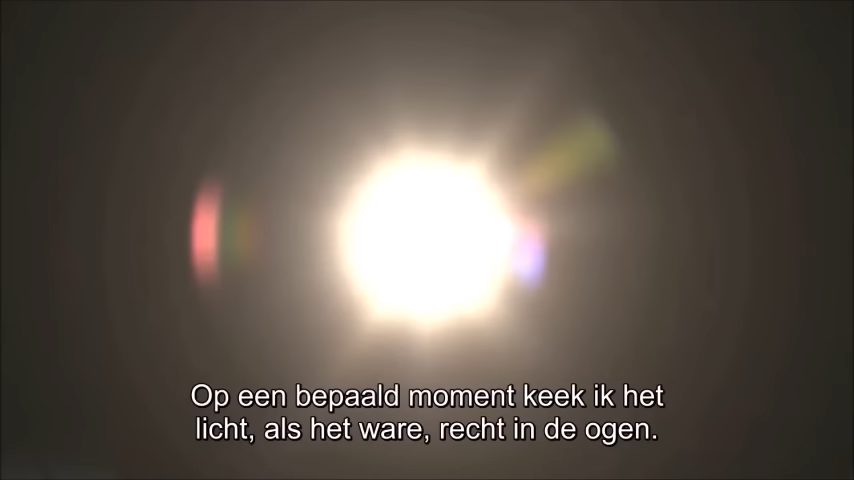 Op een bepaald moment keek ik het
licht, als het ware, recht in de ogen.